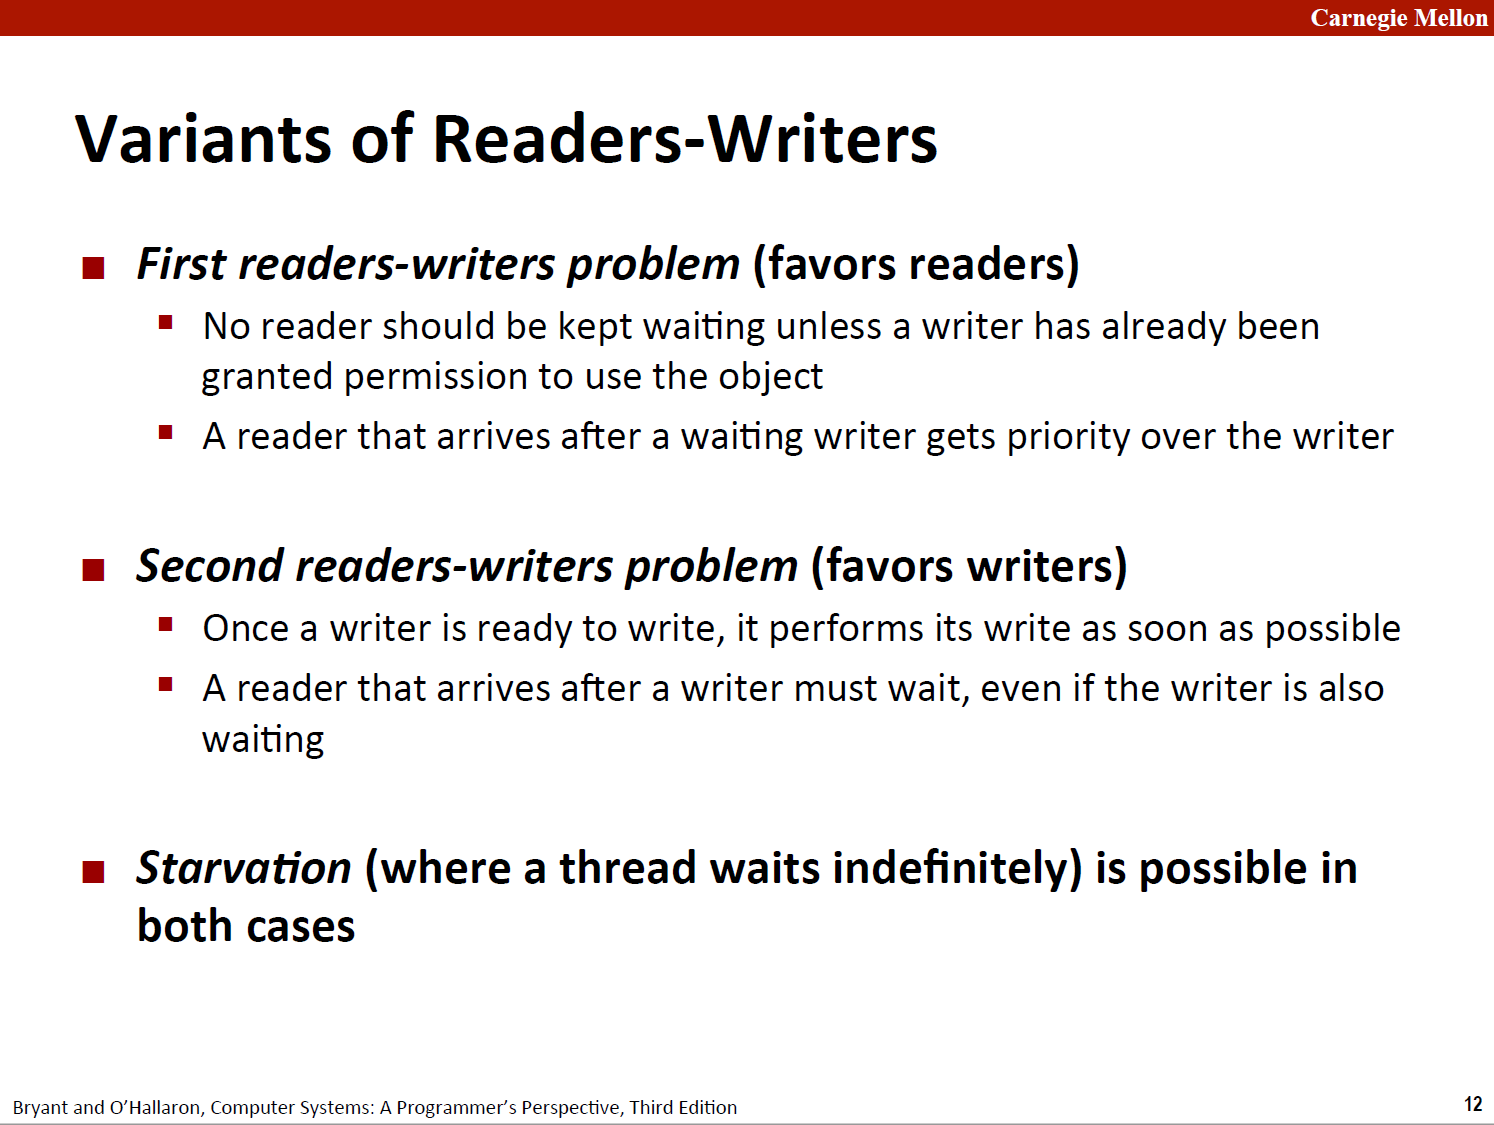 Carnegie Mellon
Variants of Readers-Writers
■ First readers-writers problem (favors readers)
▪ No reader should be kept waiting unless a writer has already been
granted permission to use the object
▪ A reader that arrives after a waiting writer gets priority over the writer
■ Second readers-writers problem (favors writers)
▪ Once a writer is ready to write, it performs its write as soon as possible
▪ A reader that arrives after a writer must wait, even if the writer is also
waiting
■ Starvation (where a thread waits indefinitely) is possible in
both cases
Bryant and O’Hallaron, Computer Systems: A Programmer’s Perspective, Third Edition
12